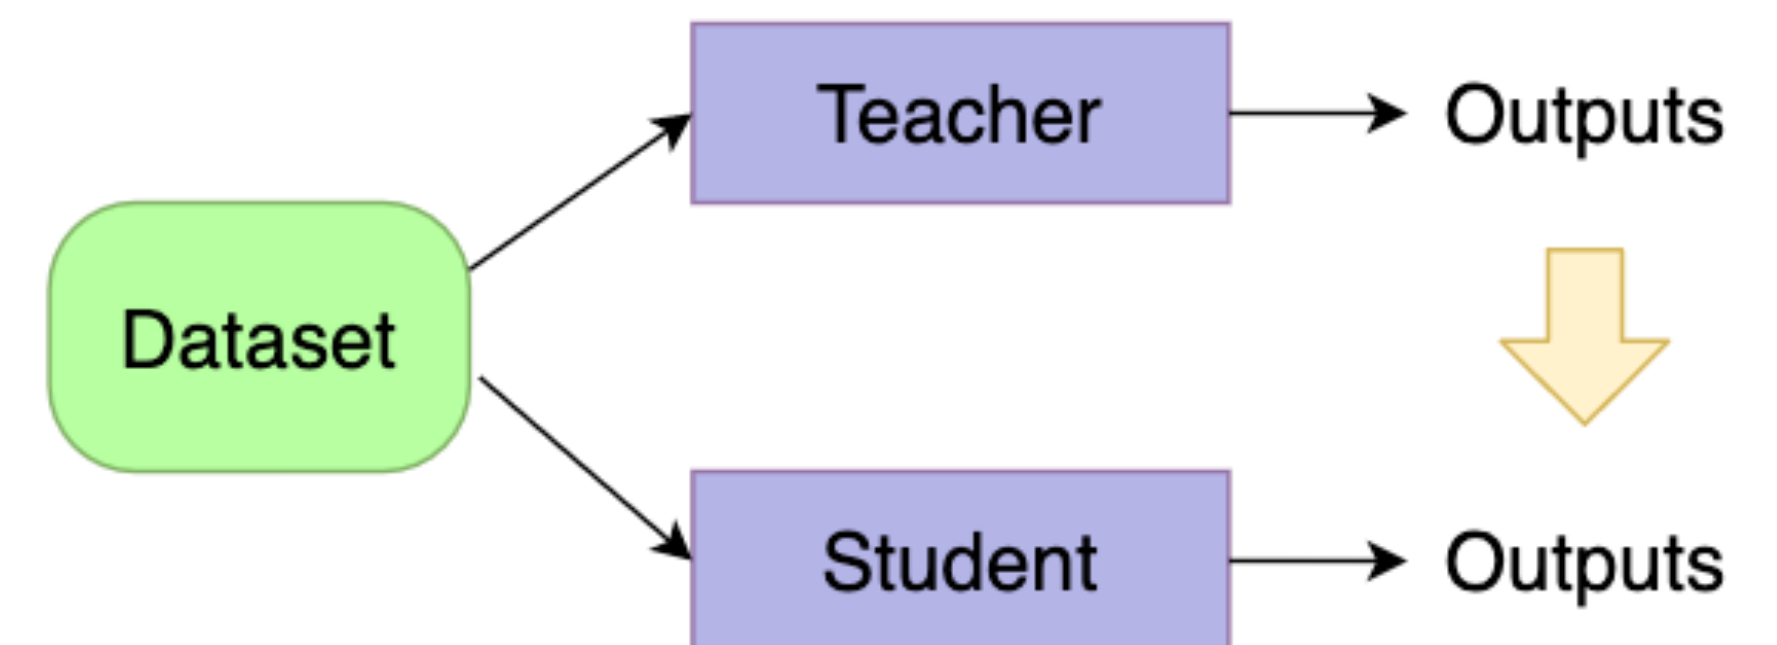 Teacher
Outputs
Dataset
Student
Outputs